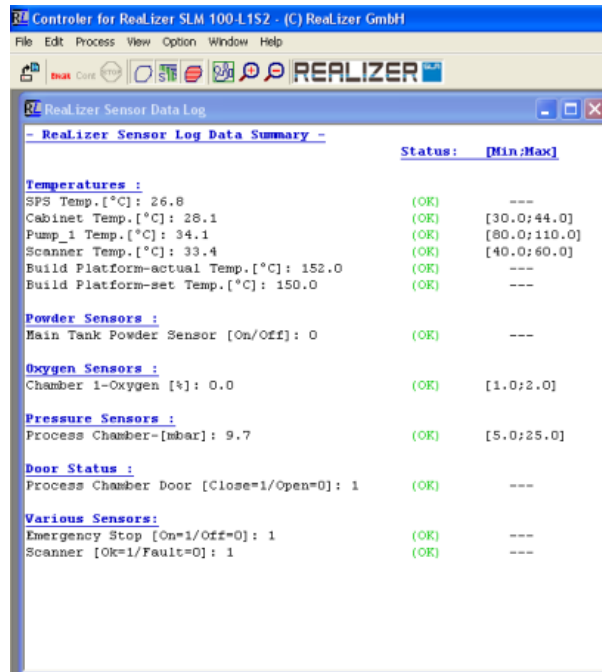 Controler for ReaLizer SLM 100-L1S2 - (C) ReaLizer GmbH
File Edit Process View Option Window Help
Cont STOP REALIZER SLM
ReaLizer Sensor Data Log
- ReaLizer Sensor Log Data Summary -
Status: [Min;Max]
Temperatures :
SPS Temp.[°C]: 26.8 (OK) ---
Cabinet Temp.[°C]: 28.1 (OK) [30.0;44.0]
Pump_1 Temp.[°C]: 34.1 (OK) [80.0;110.0]
Scanner Temp.[°C]: 33.4 (OK) [40.0;60.0]
Build Platform-actual Temp.[°C]: 152.0 (OK) ---
Build Platform-set Temp.[°C]: 150.0 (OK) ---
Powder Sensors :
Main Tank Powder Sensor [On/Off]: 0 (OK) ---
Oxygen Sensors :
Chamber 1-Oxygen [%]: 0.0 (OK) [1.0;2.0]
Pressure Sensors :
Process Chamber-[mbar]: 9.7 (OK) [5.0;25.0]
Door Status :
Process Chamber Door [Close=1/Open=0]: 1 (OK) ---
Various Sensors:
Emergency Stop [On=1/Off=0]: 1 (OK) ---
Scanner [Ok=1/Fault=0]: 1 (OK) ---